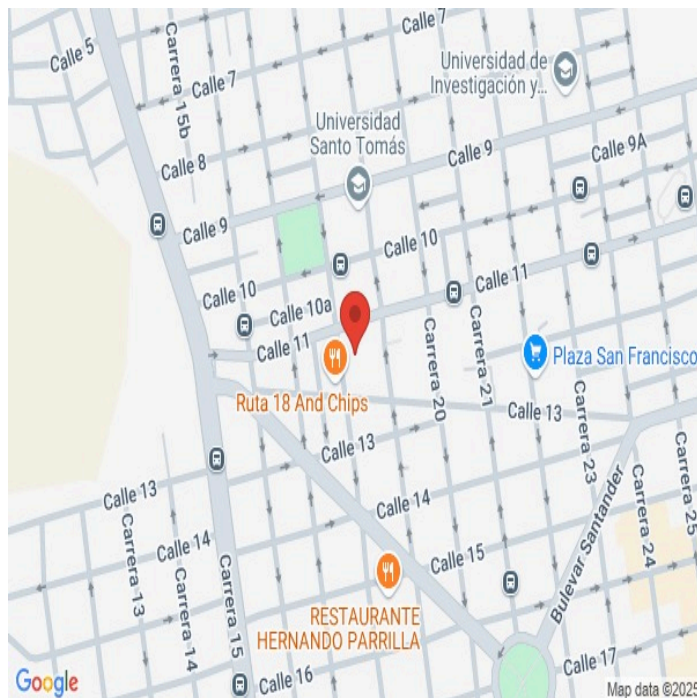 Calle 5
Carrera 15b
Calle 7
Calle 7
Universidad de
Investigación y...
Universidad
Santo Tomás
Calle 8
Calle 9
Calle 9A
Calle 9
Calle 10
Calle 10
Calle 10a
Calle 11
Calle 11
Ruta 18 And Chips
Carrera 20
Carrera 21
Plaza San Francisco
Calle 13
Calle 13
Carrera 23
Calle 13
Calle 14
Calle 14
Calle 15
Bulevar Santander
Carrera 24
Carrera 25
Carrera 13
Carrera 14
Carrera 15
RESTAURANTE
HERNANDO PARRILLA
Calle 16
Calle 17
Google
Map data ©2025